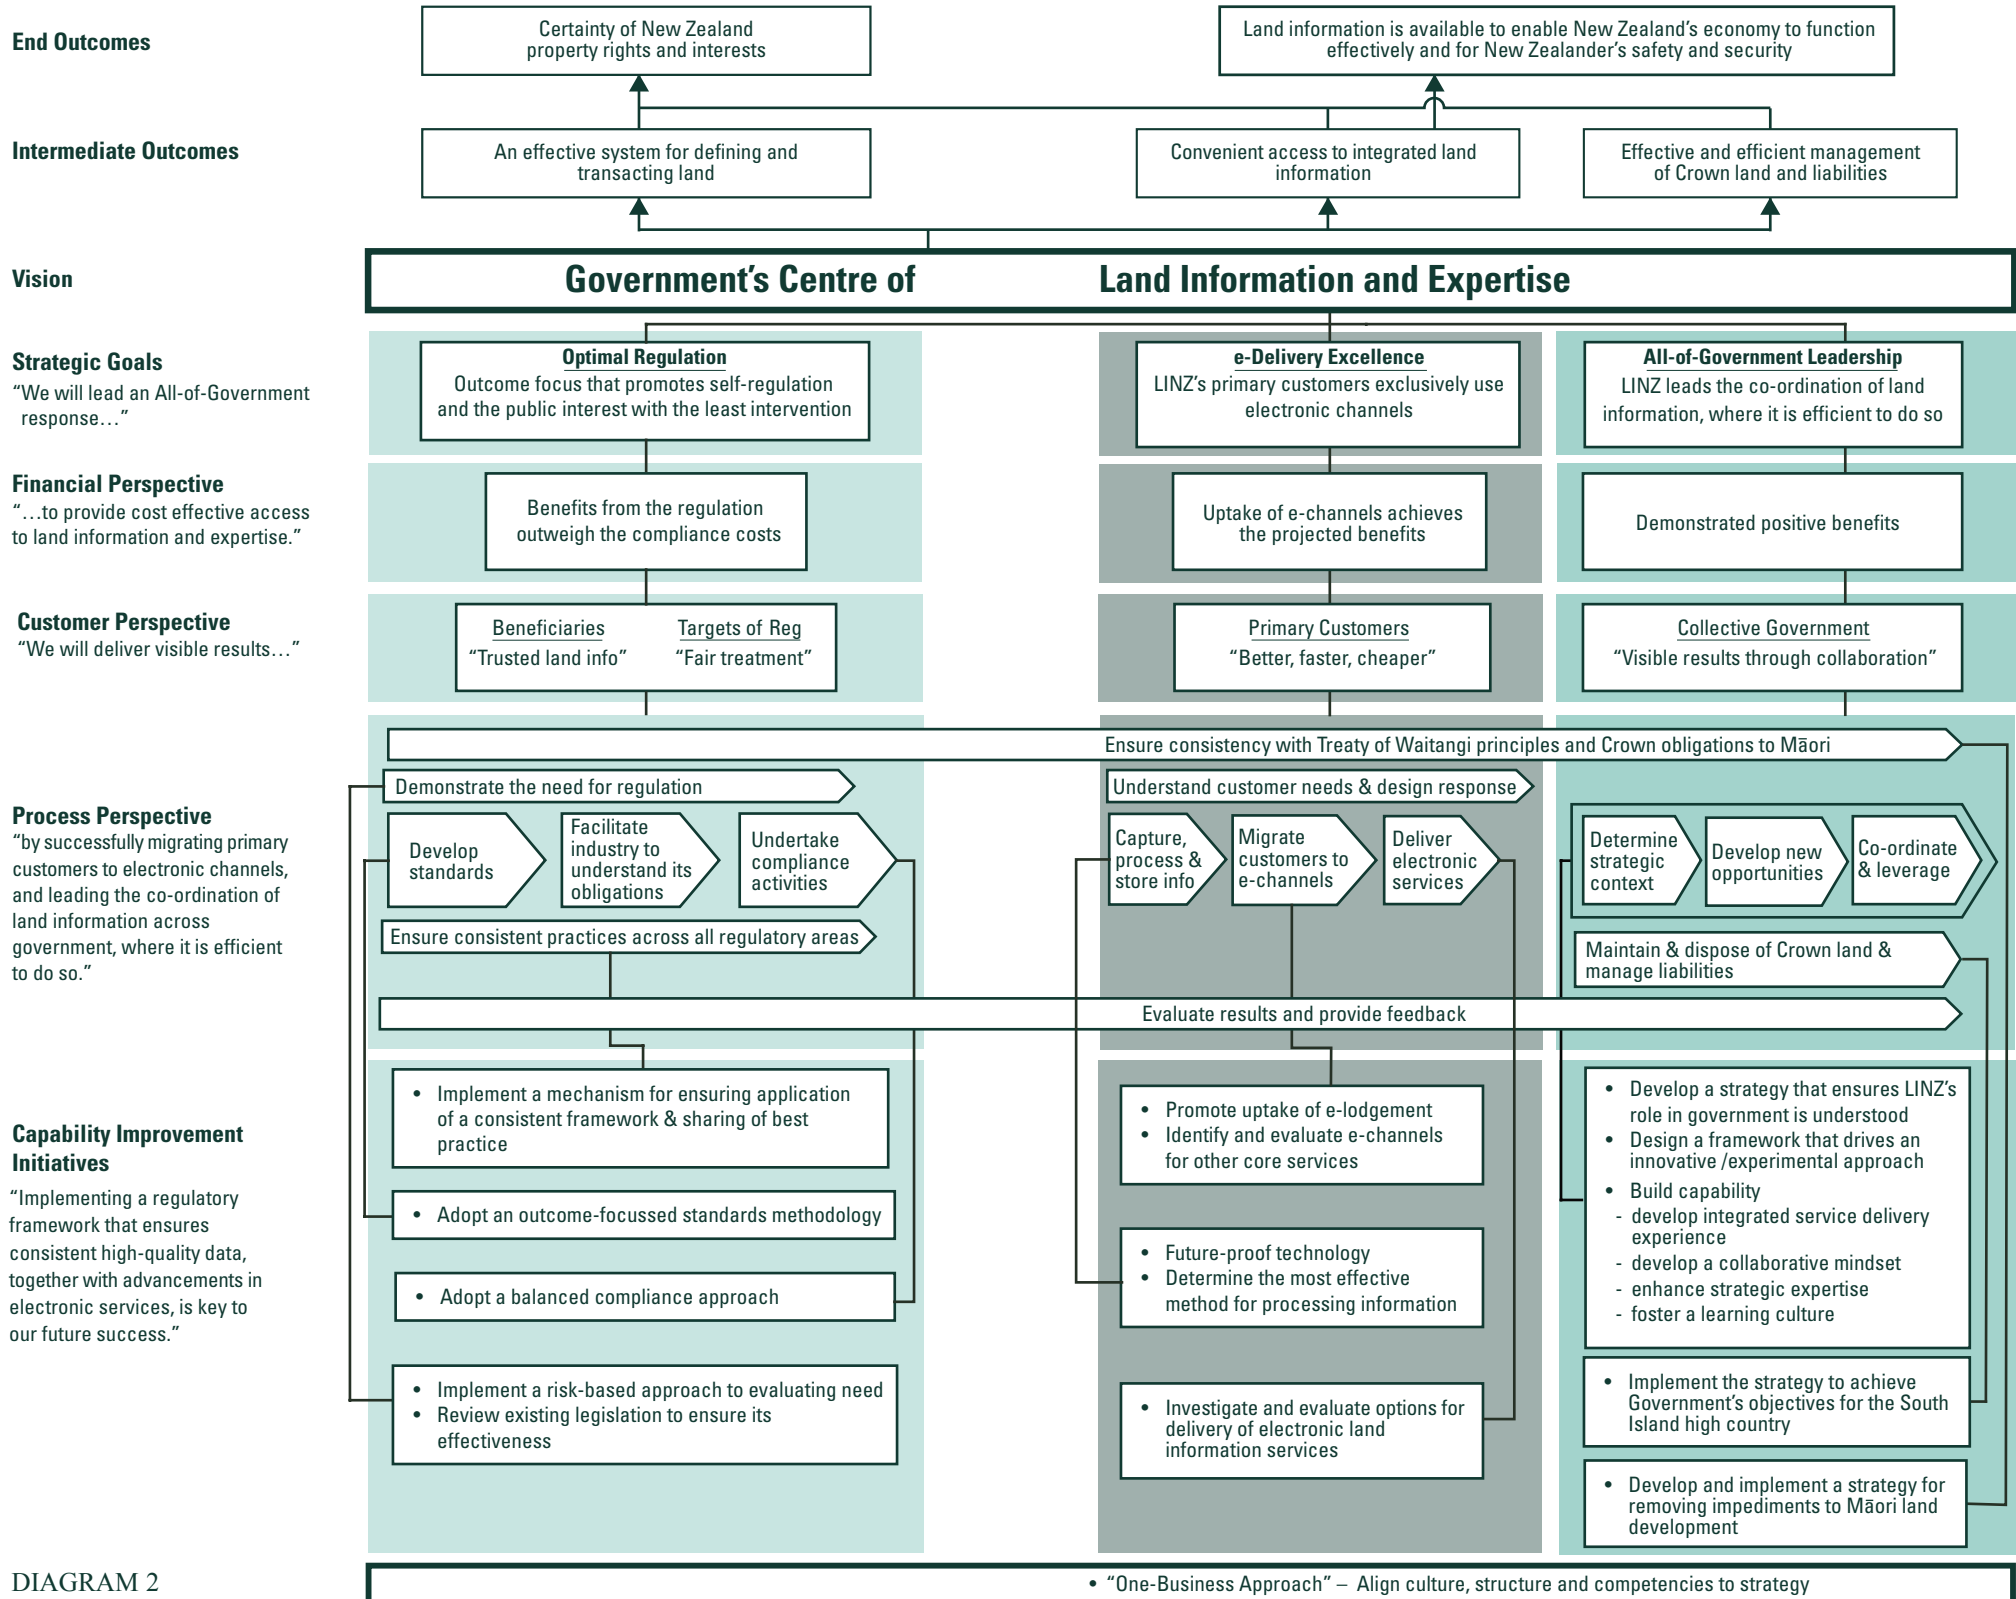 End Outcomes
Certainty of New Zealand
property rights and interests
Land information is available to enable New Zealand's economy to function
effectively and for New Zealander's safety and security
Intermediate Outcomes
An effective system for defining and
transacting land
Convenient access to integrated land
information
Effective and efficient management
of Crown land and liabilities
Vision
Government's Centre of Land Information and Expertise
Strategic Goals
“We will lead an All-of-Government
response…”
Optimal Regulation
Outcome focus that promotes self-regulation
and the public interest with the least intervention
e-Delivery Excellence
LINZ's primary customers exclusively use
electronic channels
All-of-Government Leadership
LINZ leads the co-ordination of land
information, where it is efficient to do so
Financial Perspective
“…to provide cost effective access
to land information and expertise.”
Benefits from the regulation
outweigh the compliance costs
Uptake of e-channels achieves
the projected benefits
Demonstrated positive benefits
Customer Perspective
“We will deliver visible results…”
Beneficiaries
“Trusted land info”
Targets of Reg
“Fair treatment”
Primary Customers
“Better, faster, cheaper”
Collective Government
“Visible results through collaboration”
Ensure consistency with Treaty of Waitangi principles and Crown obligations to Māori
Process Perspective
“by successfully migrating primary
customers to electronic channels,
and leading the co-ordination of
land information across
government, where it is efficient
to do so.”
Demonstrate the need for regulation
Develop
standards
Facilitate
industry to
understand its
obligations
Undertake
compliance
activities
Ensure consistent practices across all regulatory areas
Understand customer needs & design response
Capture,
process &
store info
Migrate
customers to
e-channels
Deliver
electronic
services
Determine
strategic
context
Develop new
opportunities
Co-ordinate
& leverage
Maintain & dispose of Crown land &
manage liabilities
Evaluate results and provide feedback
Capability Improvement
Initiatives
“Implementing a regulatory
framework that ensures
consistent high-quality data,
together with advancements in
electronic services, is key to
our future success.”
• Implement a mechanism for ensuring application
of a consistent framework & sharing of best
practice
• Adopt an outcome-focussed standards methodology
• Adopt a balanced compliance approach
• Implement a risk-based approach to evaluating need
• Review existing legislation to ensure its
effectiveness
• Promote uptake of e-lodgement
• Identify and evaluate e-channels
for other core services
• Future-proof technology
• Determine the most effective
method for processing information
• Investigate and evaluate options for
delivery of electronic land
information services
• Develop a strategy that ensures LINZ's
role in government is understood
• Design a framework that drives an
innovative /experimental approach
• Build capability
- develop integrated service delivery
experience
- develop a collaborative mindset
- enhance strategic expertise
- foster a learning culture
• Implement the strategy to achieve
Government's objectives for the South
Island high country
• Develop and implement a strategy for
removing impediments to Māori land
development
DIAGRAM 2
• “One-Business Approach” – Align culture, structure and competencies to strategy